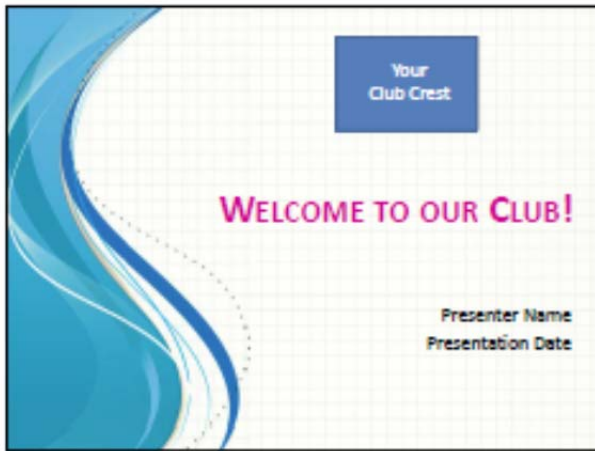 Your
Club Crest
WELCOME TO OUR CLUB!
Presenter Name
Presentation Date